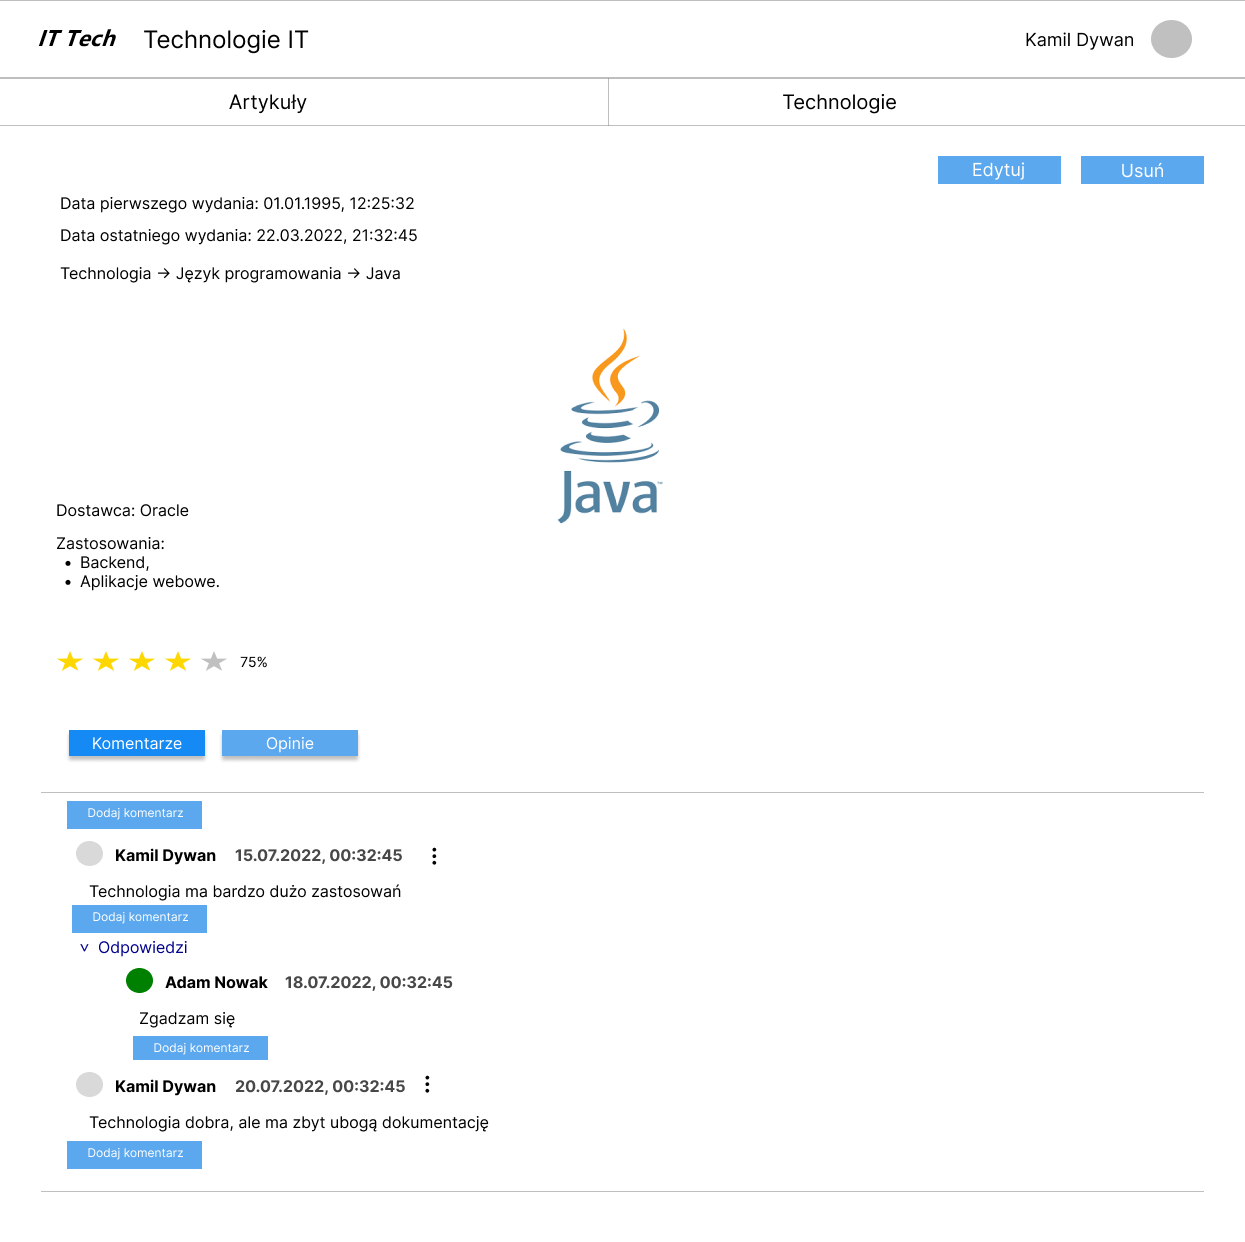 IT Tech
Technologie IT
Kamil Dywan
Artykuły
Technologie
Edytuj
Usuń
Data pierwszego wydania: 01.01.1995, 12:25:32
Data ostatniego wydania: 22.03.2022, 21:32:45
Technologia → Język programowania → Java
Java™
Dostawca: Oracle
Zastosowania:
• Backend,
• Aplikacje webowe.
75%
Komentarze
Opinie
Dodaj komentarz
Kamil Dywan 15.07.2022, 00:32:45
Technologia ma bardzo dużo zastosowań
Dodaj komentarz
Odpowiedzi
Adam Nowak 18.07.2022, 00:32:45
Zgadzam się
Dodaj komentarz
Kamil Dywan 20.07.2022, 00:32:45
Technologia dobra, ale ma zbyt ubogą dokumentację
Dodaj komentarz